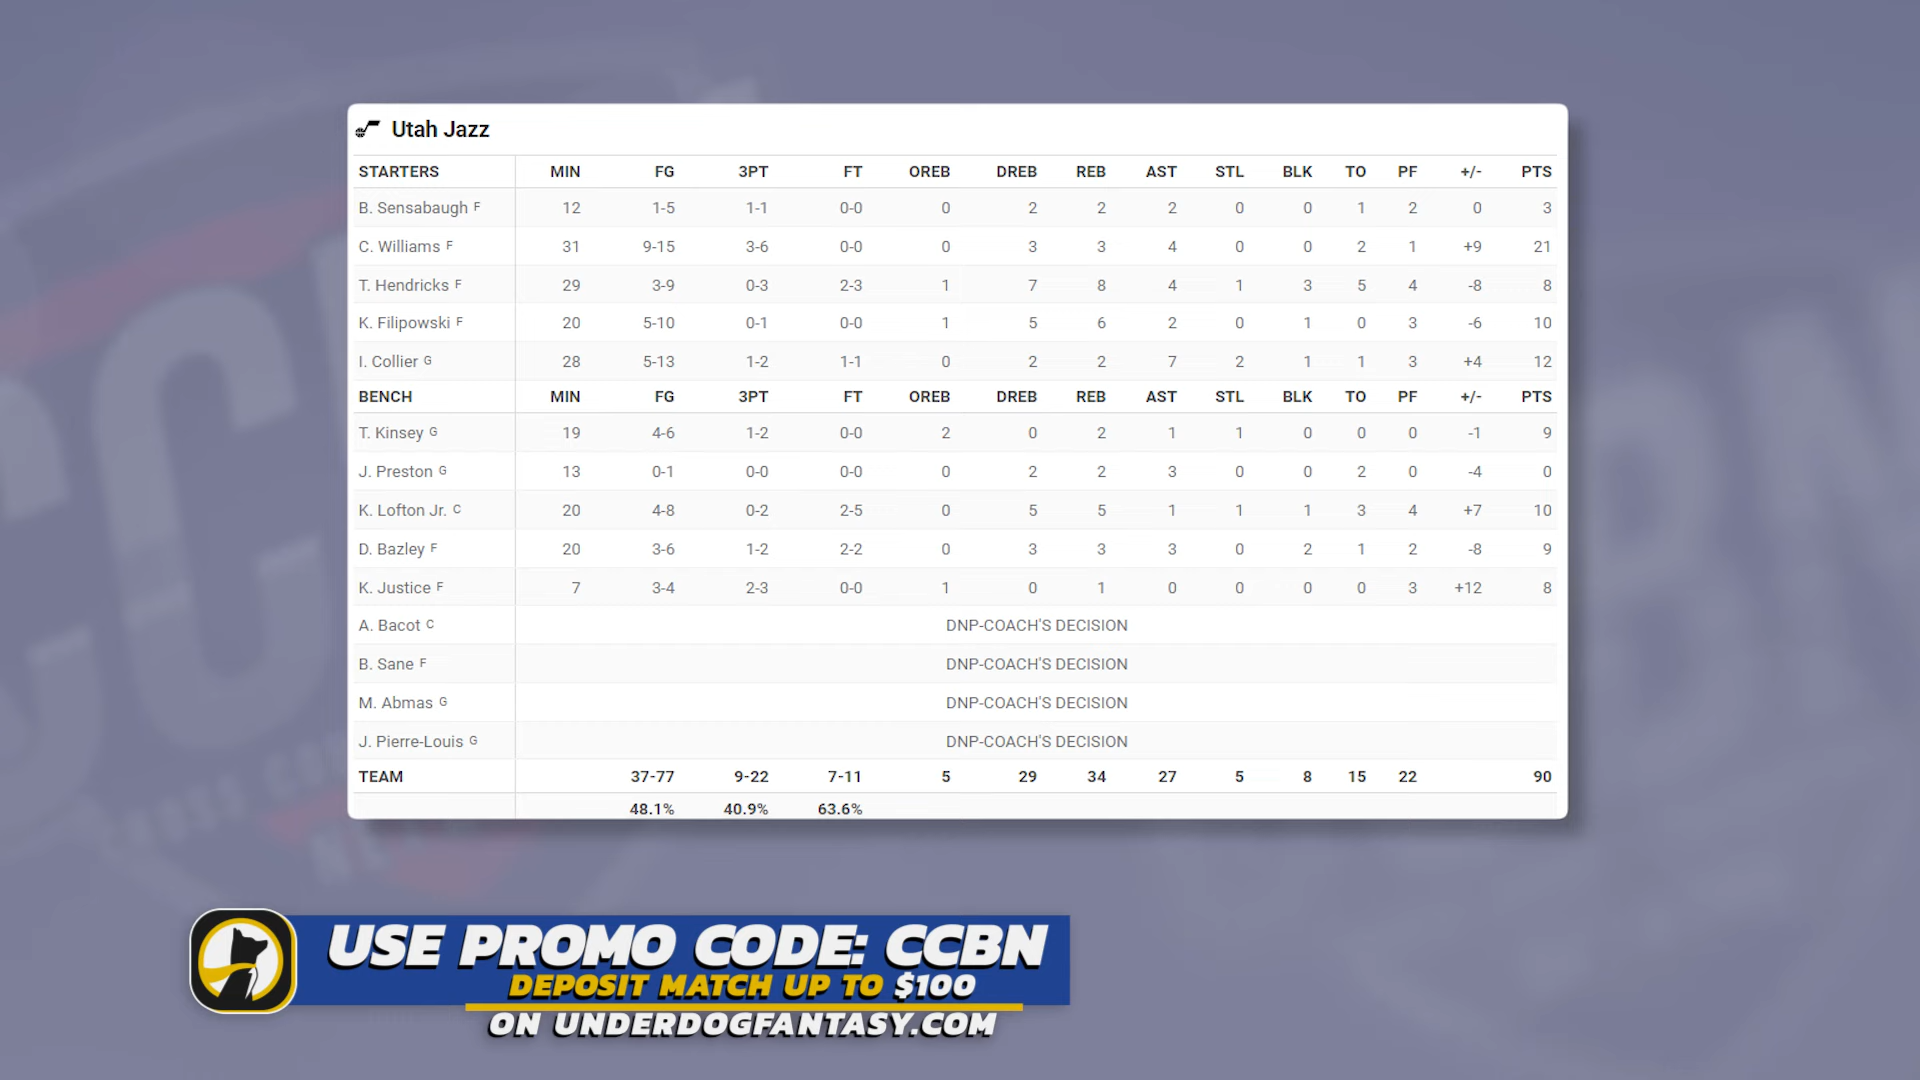 Utah Jazz
STARTERS MIN FG 3PT FT OREB DREB REB AST STL BLK TO PF +/- PTS
B. Sensabaugh F 12 1-5 1-1 0-0 0 2 2 2 0 0 1 2 0 3
C. Williams F 31 9-15 3-6 0-0 0 3 3 4 0 0 2 1 +9 21
T. Hendricks F 29 3-9 0-3 2-3 1 7 8 4 1 3 5 4 -8 8
K. Filipowski F 20 5-10 0-1 0-0 1 5 6 2 0 1 0 3 -6 10
I. Collier G 28 5-13 1-2 1-1 0 2 2 7 2 1 1 3 +4 12
BENCH MIN FG 3PT FT OREB DREB REB AST STL BLK TO PF +/- PTS
T. Kinsey G 19 4-6 1-2 0-0 2 0 2 1 1 0 0 0 -1 9
J. Preston G 13 0-1 0-0 0-0 0 2 2 3 0 0 2 0 -4 0
K. Lofton Jr. C 20 4-8 0-2 2-5 0 5 5 1 1 1 3 4 +7 10
D. Bazley F 20 3-6 1-2 2-2 0 3 3 3 0 2 1 2 -8 9
K. Justice F 7 3-4 2-3 0-0 1 0 1 0 0 0 0 3 +12 8
A. Bacot C DNP-COACH'S DECISION
B. Sane F DNP-COACH'S DECISION
M. Abmas G DNP-COACH'S DECISION
J. Pierre-Louis G DNP-COACH'S DECISION
TEAM 37-77 9-22 7-11 5 29 34 27 5 8 15 22 90
48.1% 40.9% 63.6%
USE PROMO CODE: CCBN
DEPOSIT MATCH UP TO $100
ON UNDERDOGFANTASY.COM